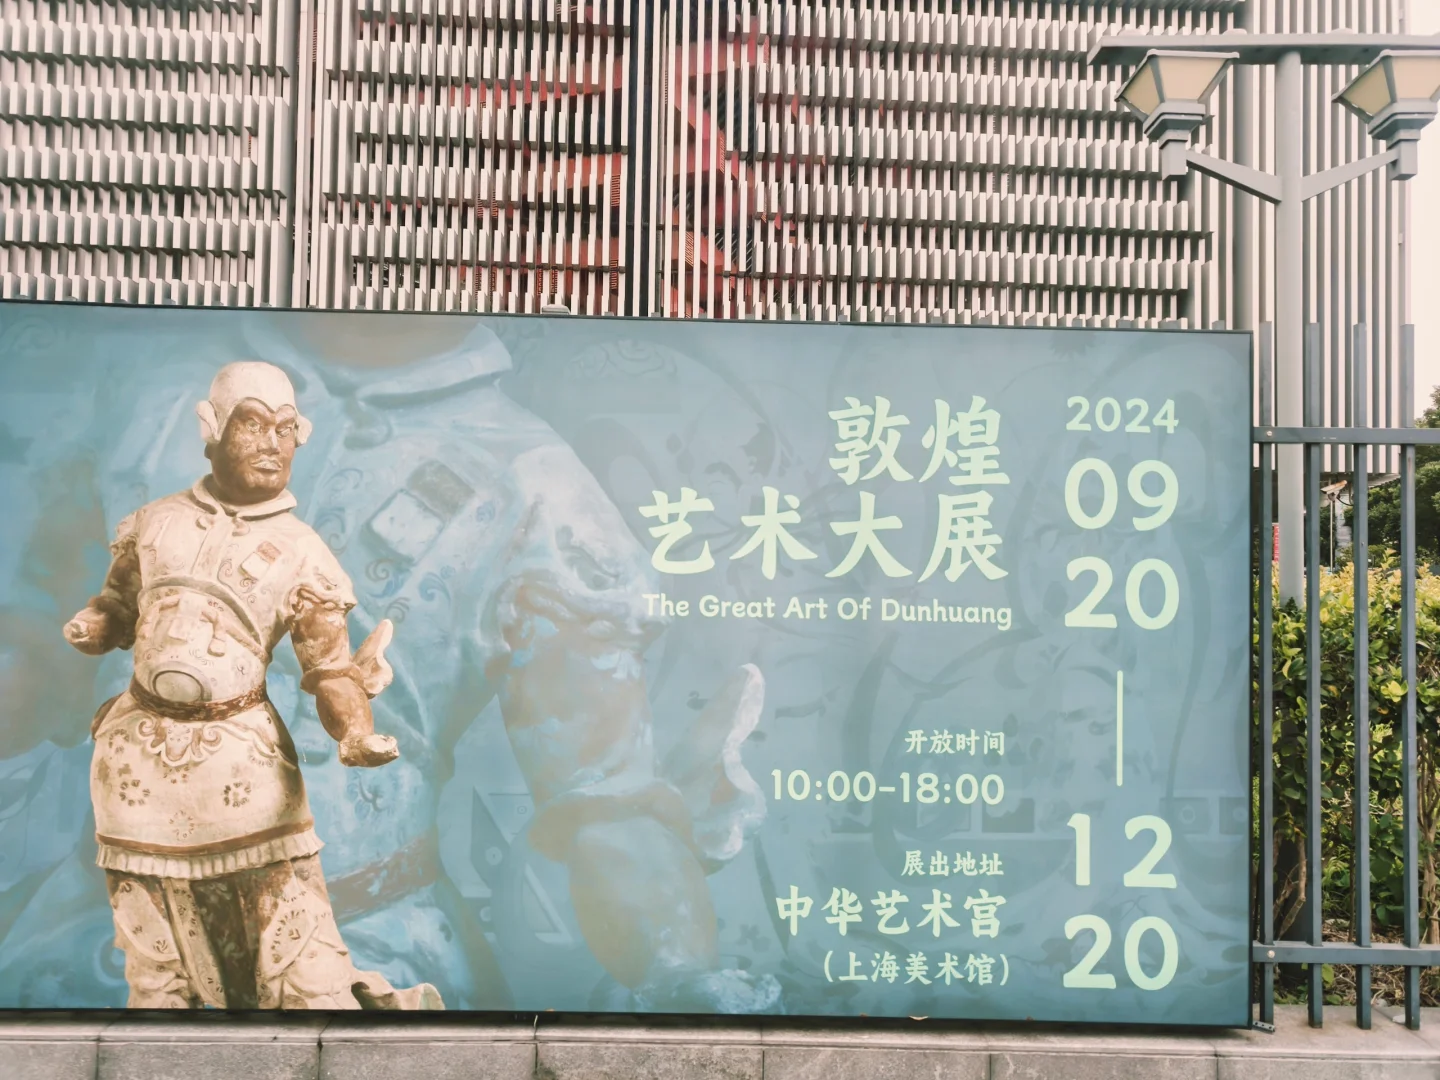 敦煌
艺术大展
The Great Art Of Dunhuang
开放时间
10:00-18:00
展出地址
中华艺术宫
(上海美术馆)
2024
09
20
12
20